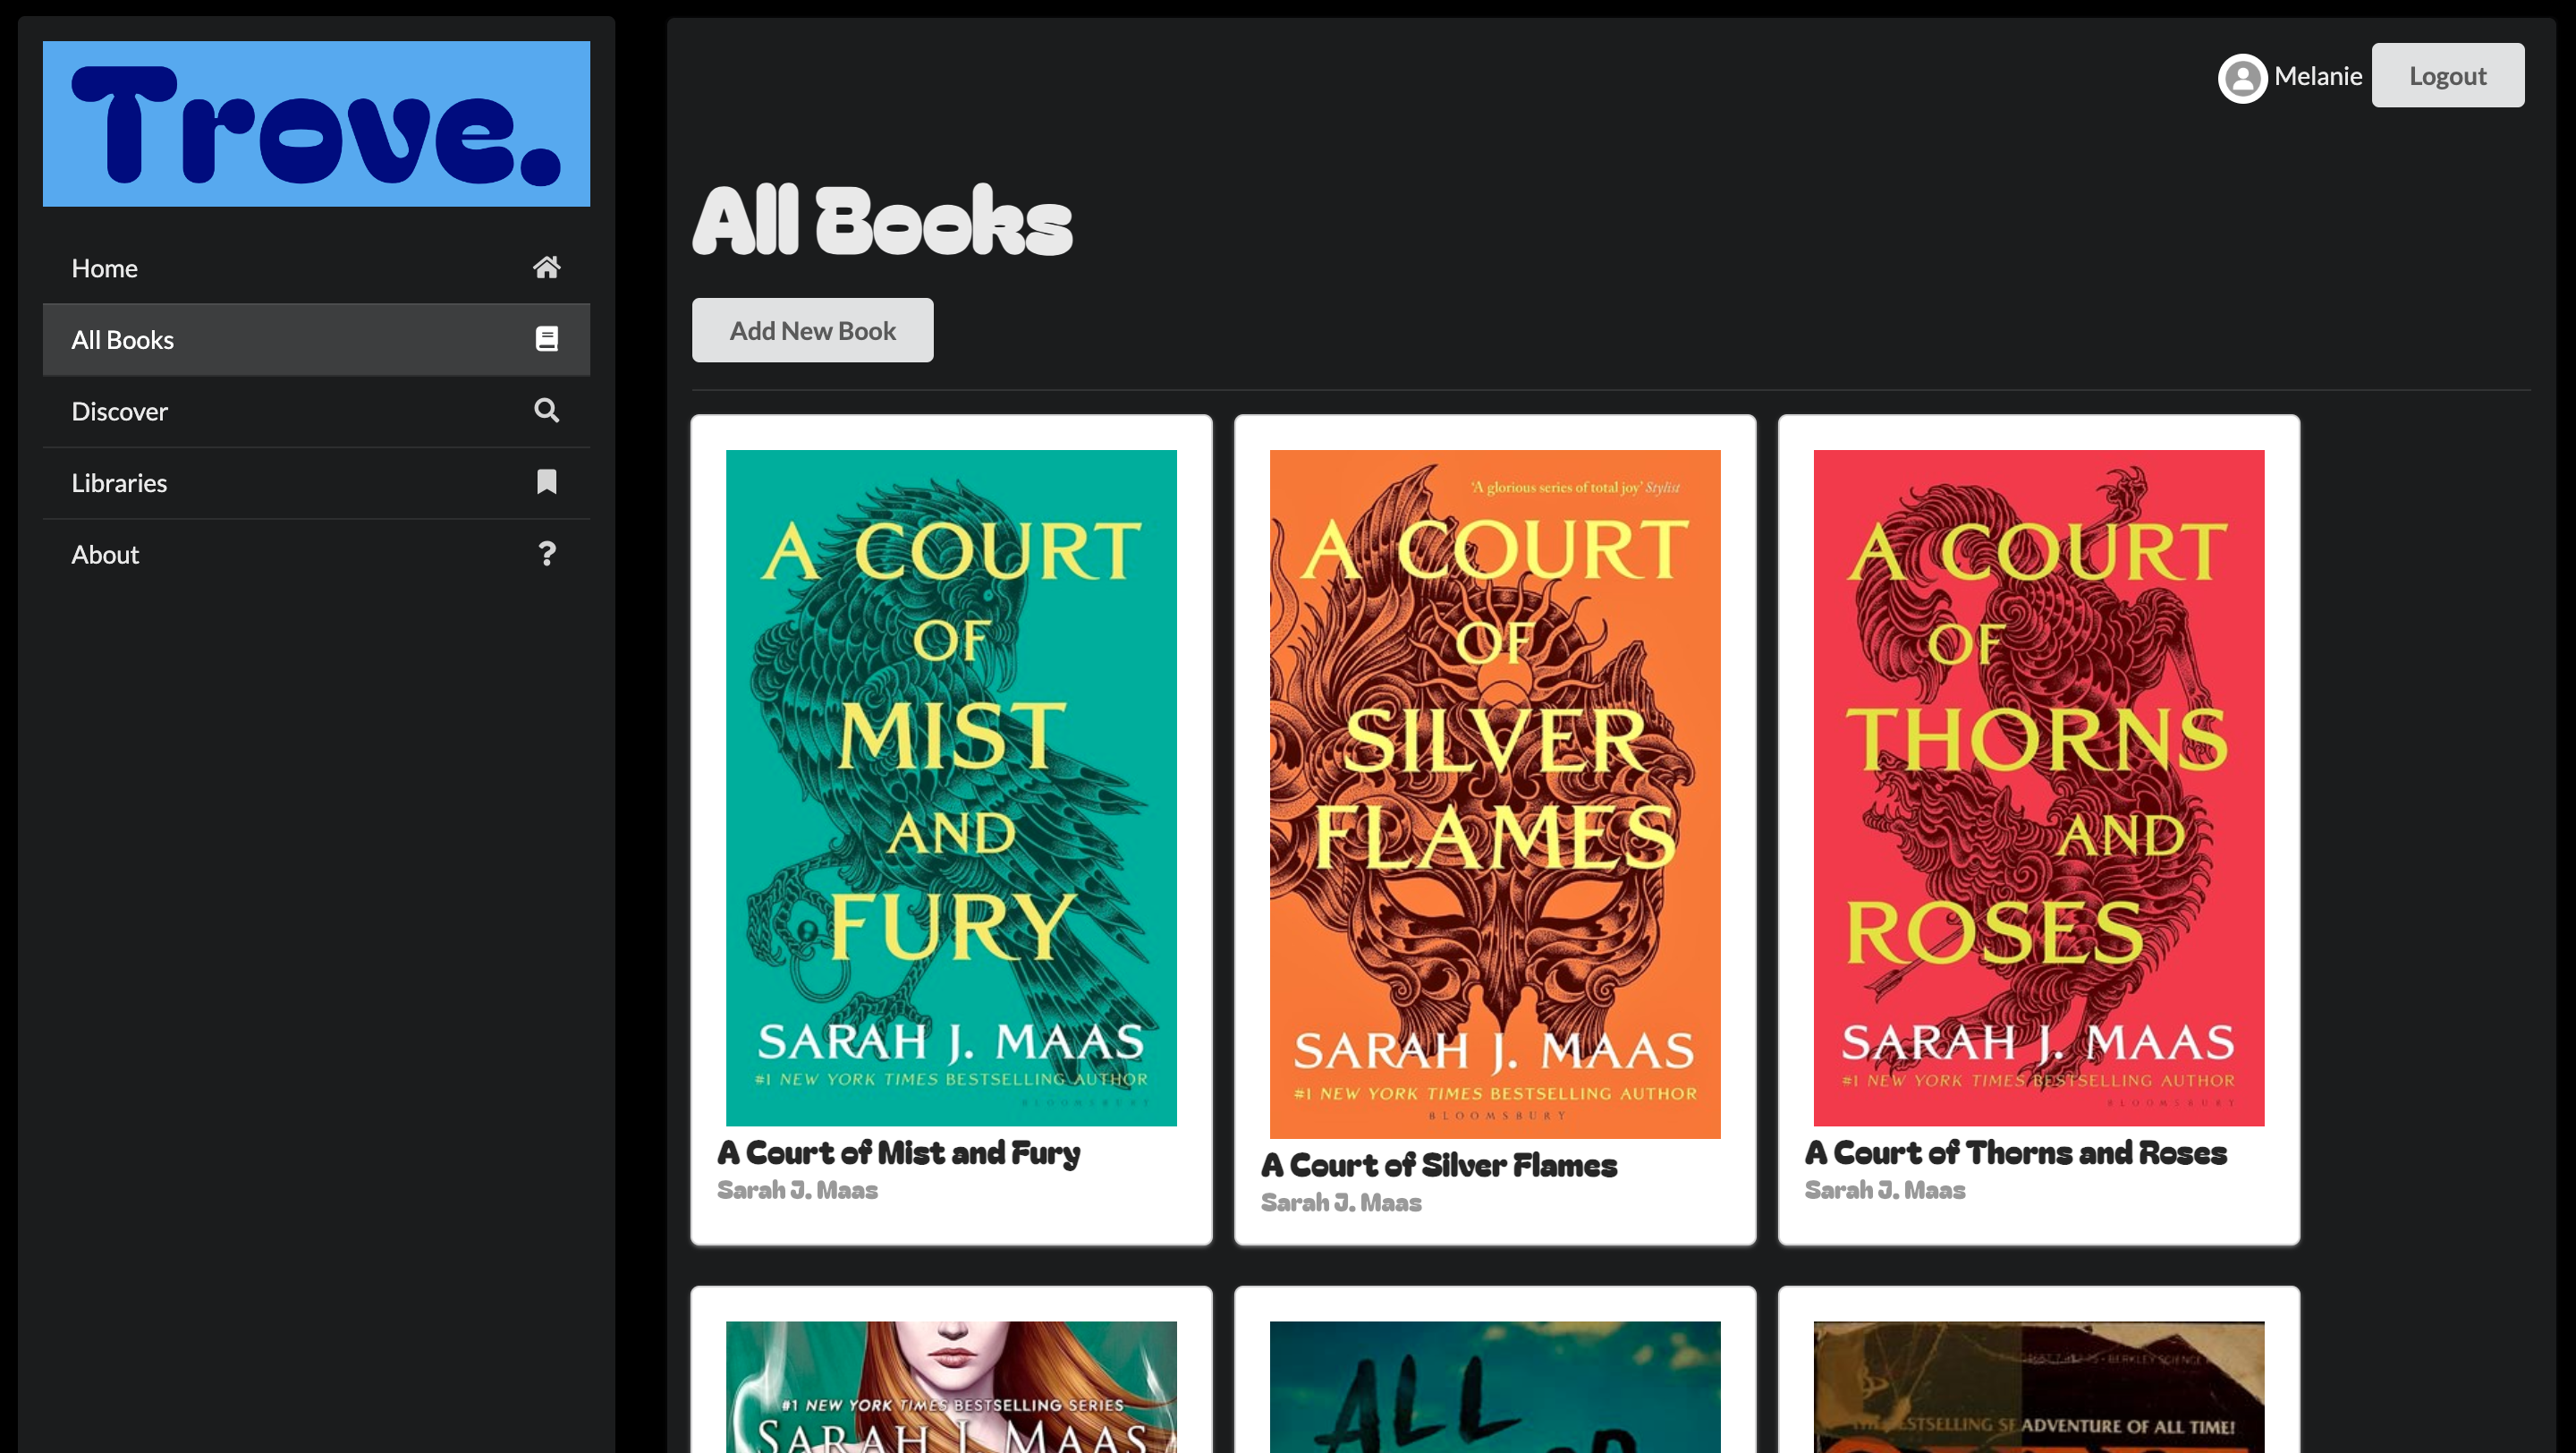 Trove.
Home
All Books
Discover
Libraries
About
Melanie
Logout
All Books
Add New Book
A COURT
OF
MIST
AND
FURY
SARAH J. MAAS
#1 NEW YORK TIMES BESTSELLING AUTHOR
BLOOMSBURY
A Court of Mist and Fury
Sarah J. Maas
'A glorious series of total joy' Stylist
A COURT
OF
SILVER
FLAMES
SARAH J. MAAS
#1 NEW YORK TIMES BESTSELLING AUTHOR
BLOOMSBURY
A Court of Silver Flames
Sarah J. Maas
A COURT
OF
THORNS
AND
ROSES
SARAH J. MAAS
#1 NEW YORK TIMES BESTSELLING AUTHOR
BLOOMSBURY
A Court of Thorns and Roses
Sarah J. Maas
#1 NEW YORK TIMES BESTSELLING SERIES
SARAH J. MAAS
ALL
ADVENTURE OF ALL TIME!